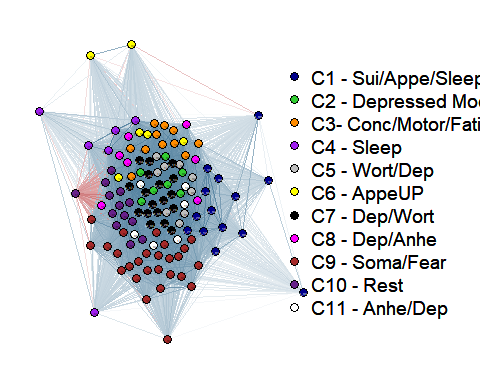 C1 - Sui/Appe/Sleep
C2 - Depressed Moo
C3- Conc/Motor/Fati
C4 - Sleep
C5 - Wort/Dep
C6 - AppeUP
C7 - Dep/Wort
C8 - Dep/Anhe
C9 - Soma/Fear
C10 - Rest
C11 - Anhe/Dep